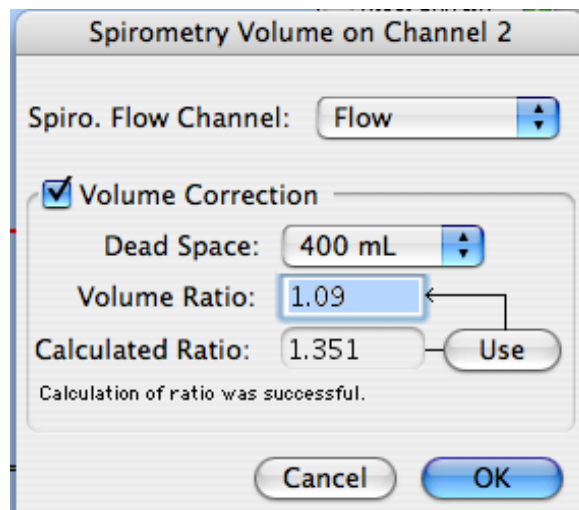 Spirometry Volume on Channel 2
Spiro. Flow Channel: Flow
Volume Correction
Dead Space: 400 mL
Volume Ratio: 1.09
Calculated Ratio: 1.351 Use
Calculation of ratio was successful.
Cancel OK